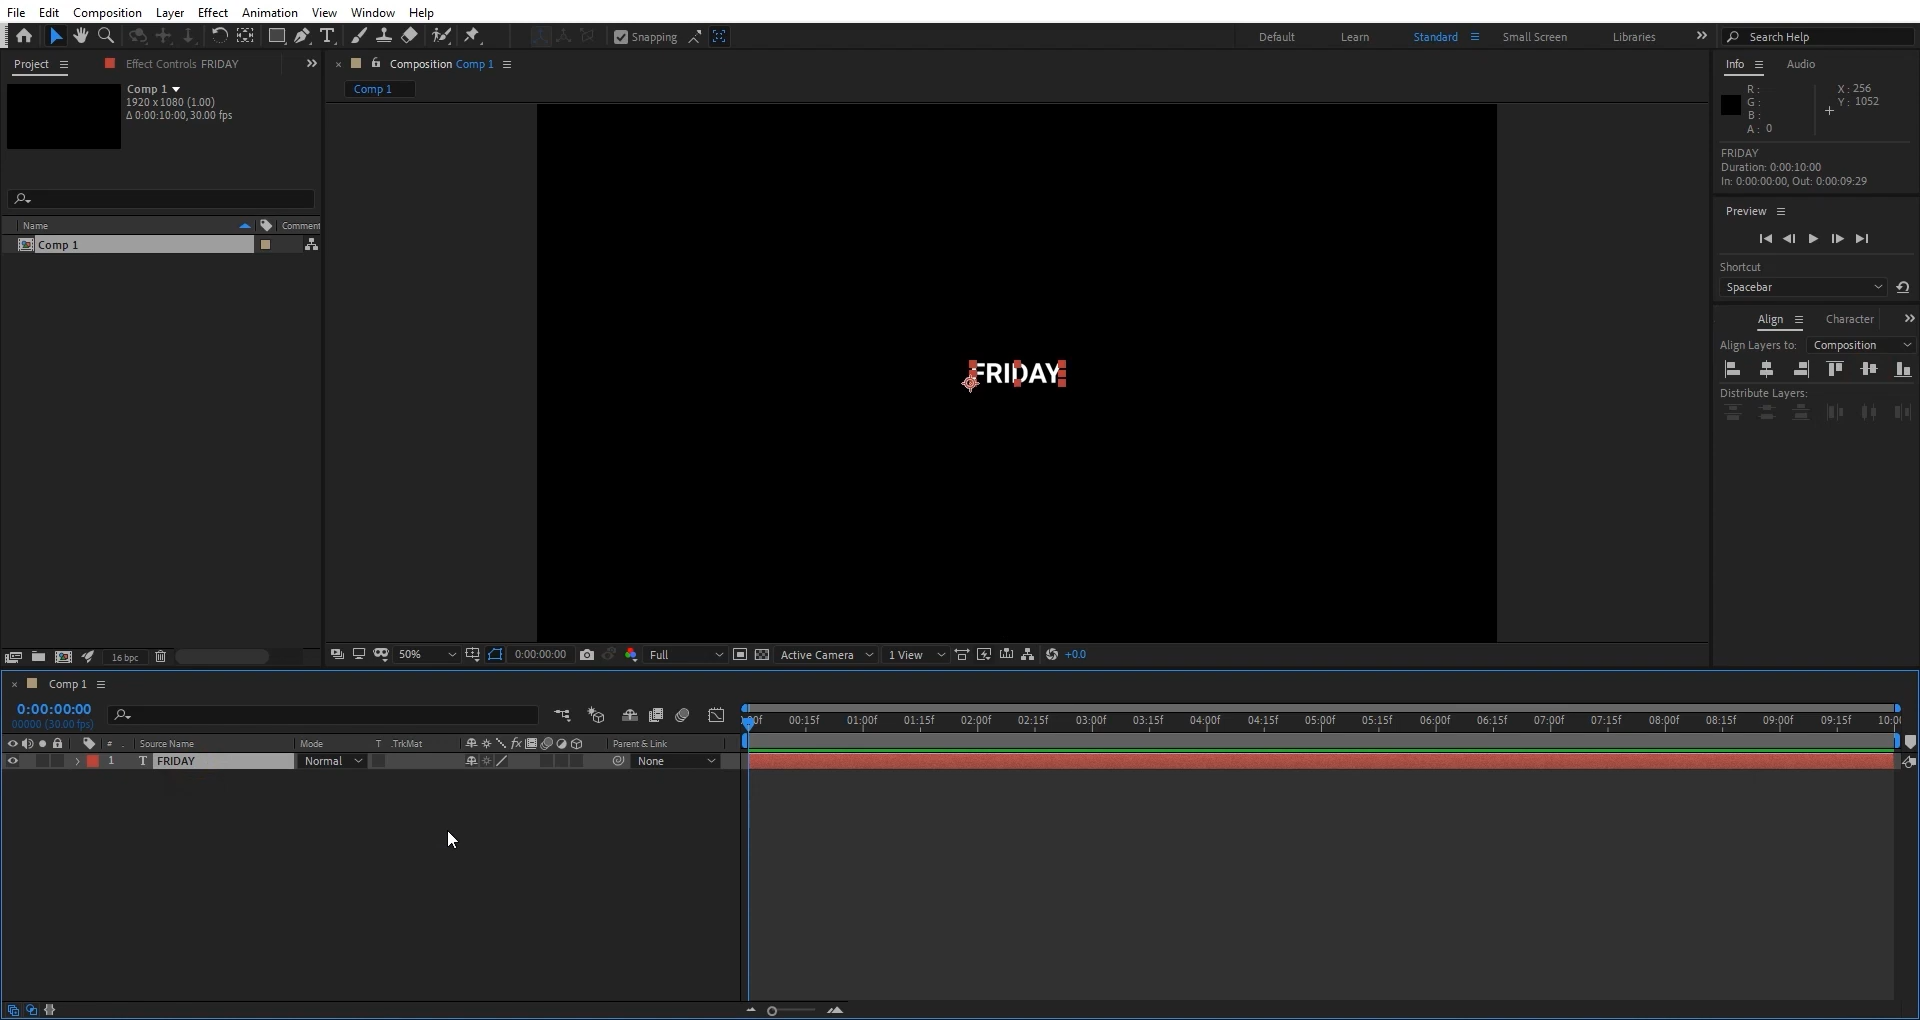 File Edit Composition Layer Effect Animation View Window Help
Snapping
Default Learn Standard Small Screen Libraries Search Help
Project Effect Controls FRIDAY
Comp 1
1920 x 1080 (1.00)
Δ 0:00:10:00, 30.00 fps
Name Comment
Comp 1
16 bpc
Composition Comp 1
Comp 1
FRIDAY
50% 0:00:00:00 Full Active Camera 1 View +0.0
Info Audio
R :
G :
B :
A : 0
X : 256
Y : 1052
FRIDAY
Duration: 0:00:10:00
In: 0:00:00:00, Out: 0:00:09:29
Preview
Shortcut
Spacebar
Align Character
Align Layers to: Composition
Distribute Layers:
Comp 1
0:00:00:00
00000 (30.00 fps)
00:15f 01:00f 01:15f 02:00f 02:15f 03:00f 03:15f 04:00f 04:15f 05:00f 05:15f 06:00f 06:15f 07:00f 07:15f 08:00f 08:15f 09:00f 09:15f 10:00
# Source Name Mode T .TrkMat fx Parent & Link
1 T FRIDAY Normal None